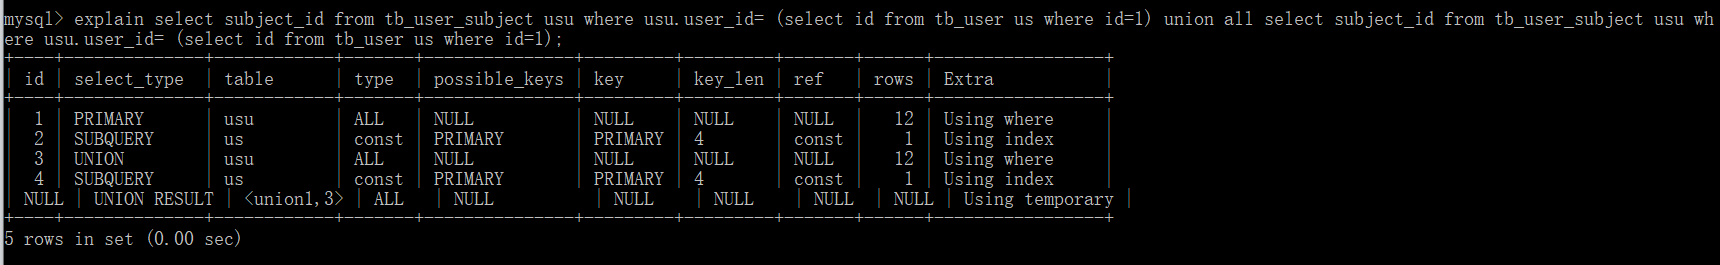 mysql> explain select subject_id from tb_user_subject usu where usu.user_id= (select id from tb_user us where id=1) union all select subject_id from tb_user_subject usu wh
ere usu.user_id= (select id from tb_user us where id=1);
+----+--------------+------------+-------+---------------+---------+---------+-------+------+-----------------+
| id | select_type | table | type | possible_keys | key | key_len | ref | rows | Extra |
+----+--------------+------------+-------+---------------+---------+---------+-------+------+-----------------+
| 1 | PRIMARY | usu | ALL | NULL | NULL | NULL | NULL | 12 | Using where |
| 2 | SUBQUERY | us | const | PRIMARY | PRIMARY | 4 | const | 1 | Using index |
| 3 | UNION | usu | ALL | NULL | NULL | NULL | NULL | 12 | Using where |
| 4 | SUBQUERY | us | const | PRIMARY | PRIMARY | 4 | const | 1 | Using index |
| NULL | UNION RESULT | <union1,3> | ALL | NULL | NULL | NULL | NULL | NULL | Using temporary |
+----+--------------+------------+-------+---------------+---------+---------+-------+------+-----------------+
5 rows in set (0.00 sec)